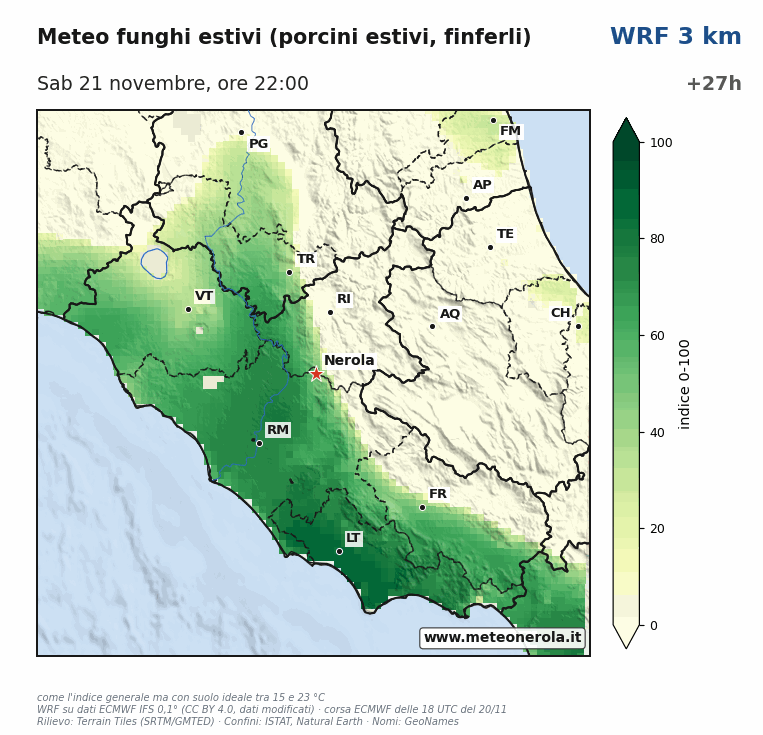 Meteo funghi estivi (porcini estivi, finferli)
WRF 3 km
Sab 21 novembre, ore 22:00
+27h
FM
PG
AP
TE
TR
VT
RI
AQ
CH
Nerola
RM
FR
LT
www.meteonerola.it
100
80
60
40
20
0
indice 0-100
come l'indice generale ma con suolo ideale tra 15 e 23 °C
WRF su dati ECMWF IFS 0,1° (CC BY 4.0, dati modificati) · corsa ECMWF delle 18 UTC del 20/11
Rilievo: Terrain Tiles (SRTM/GMTED) · Confini: ISTAT, Natural Earth · Nomi: GeoNames